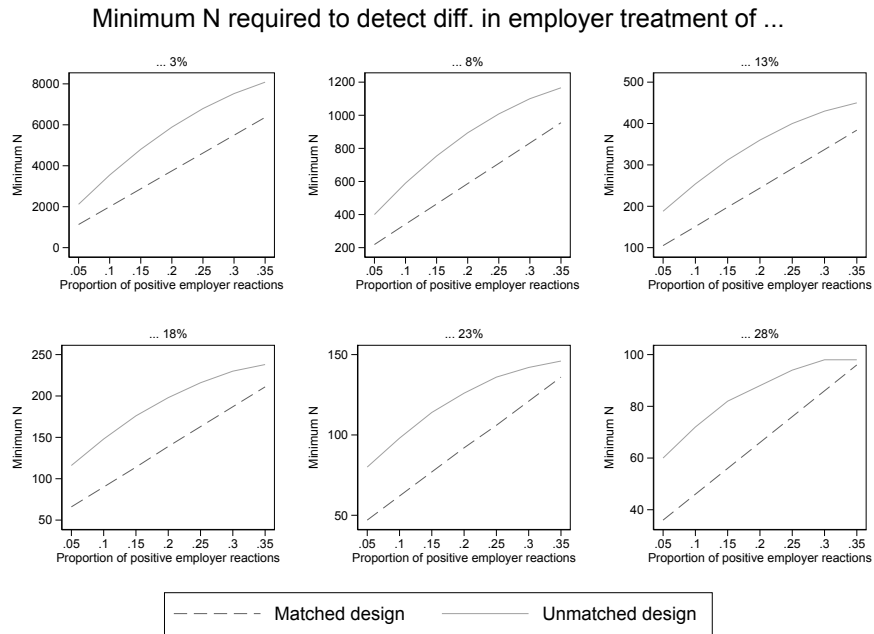 Minimum N required to detect diff. in employer treatment of ...
... 3%
Minimum N
8000
6000
4000
2000
0
.05 .1 .15 .2 .25 .3 .35
Proportion of positive employer reactions
... 8%
Minimum N
1200
1000
800
600
400
200
.05 .1 .15 .2 .25 .3 .35
Proportion of positive employer reactions
... 13%
Minimum N
500
400
300
200
100
.05 .1 .15 .2 .25 .3 .35
Proportion of positive employer reactions
... 18%
Minimum N
250
200
150
100
50
.05 .1 .15 .2 .25 .3 .35
Proportion of positive employer reactions
... 23%
Minimum N
150
100
50
.05 .1 .15 .2 .25 .3 .35
Proportion of positive employer reactions
... 28%
Minimum N
100
80
60
40
.05 .1 .15 .2 .25 .3 .35
Proportion of positive employer reactions
Matched design Unmatched design